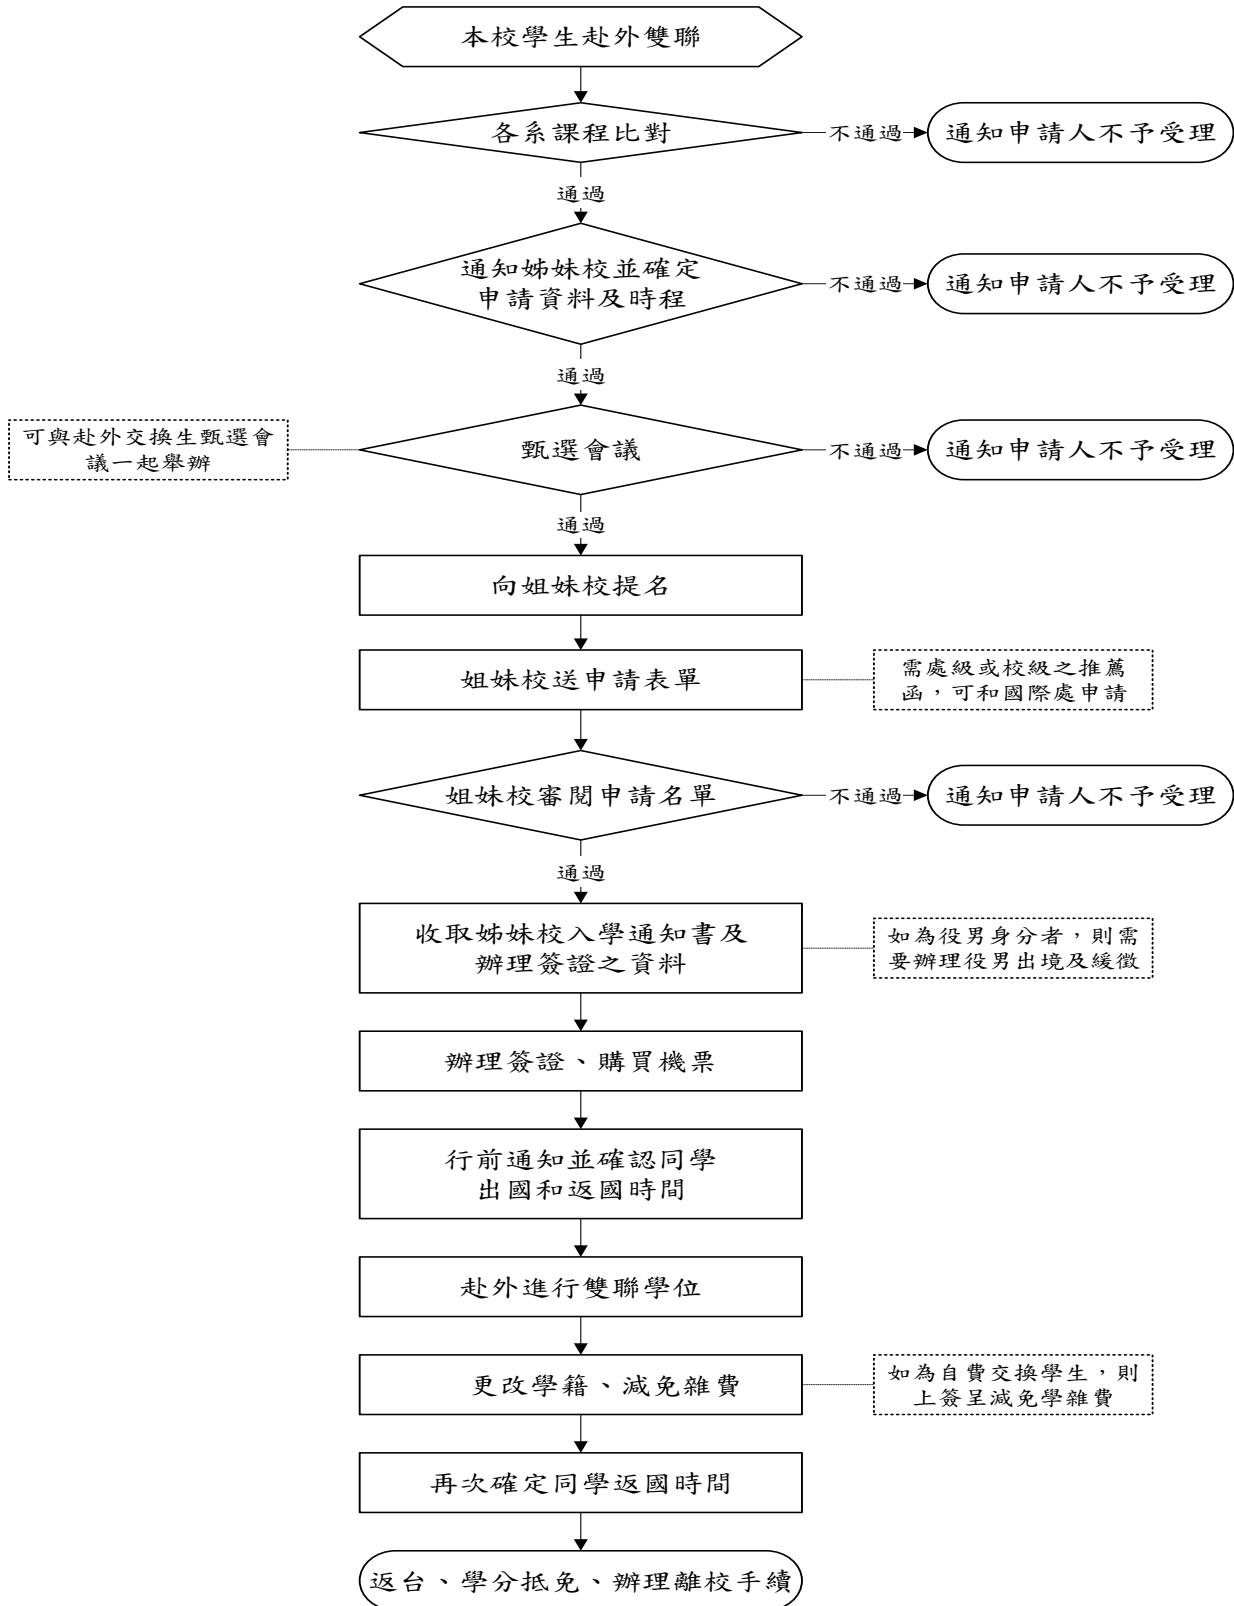 本校學生赴外雙聯
各系課程比對
不通過
通知申請人不予受理
通過
通知姊妹校並確定
申請資料及時程
不通過
通知申請人不予受理
通過
可與赴外交換生甄選會
議一起舉辦
甄選會議
不通過
通知申請人不予受理
通過
向姐妹校提名
姐妹校送申請表單
需處級或校級之推薦
函，可和國際處申請
姐妹校審閱申請名單
不通過
通知申請人不予受理
通過
收取姊妹校入學通知書及
辦理簽證之資料
如為役男身分者，則需
要辦理役男出境及緩徵
辦理簽證、購買機票
行前通知並確認同學
出國和返國時間
赴外進行雙聯學位
更改學籍、減免雜費
如為自費交換學生，則
上簽呈減免學雜費
再次確定同學返國時間
返台、學分抵免、辦理離校手續